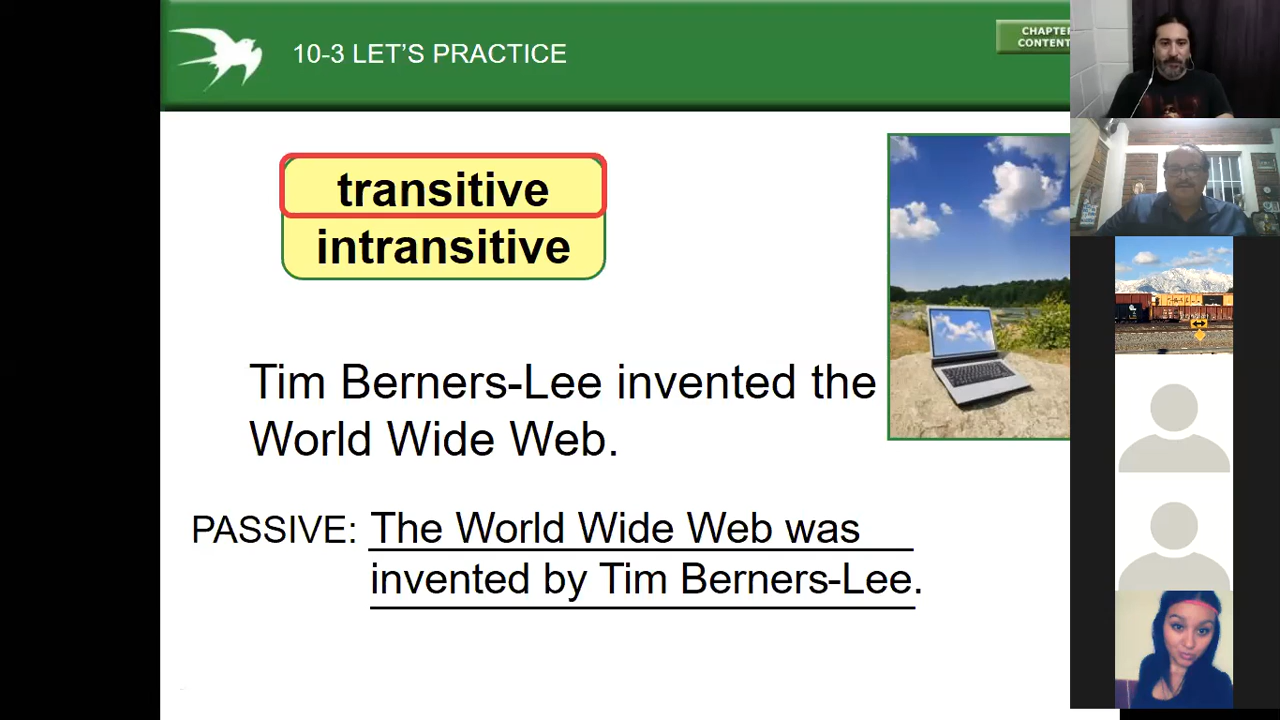 10-3 LET’S PRACTICE
CHAPTER
CONTENT
transitive
intransitive
Tim Berners-Lee invented the
World Wide Web.
PASSIVE: The World Wide Web was
invented by Tim Berners-Lee.